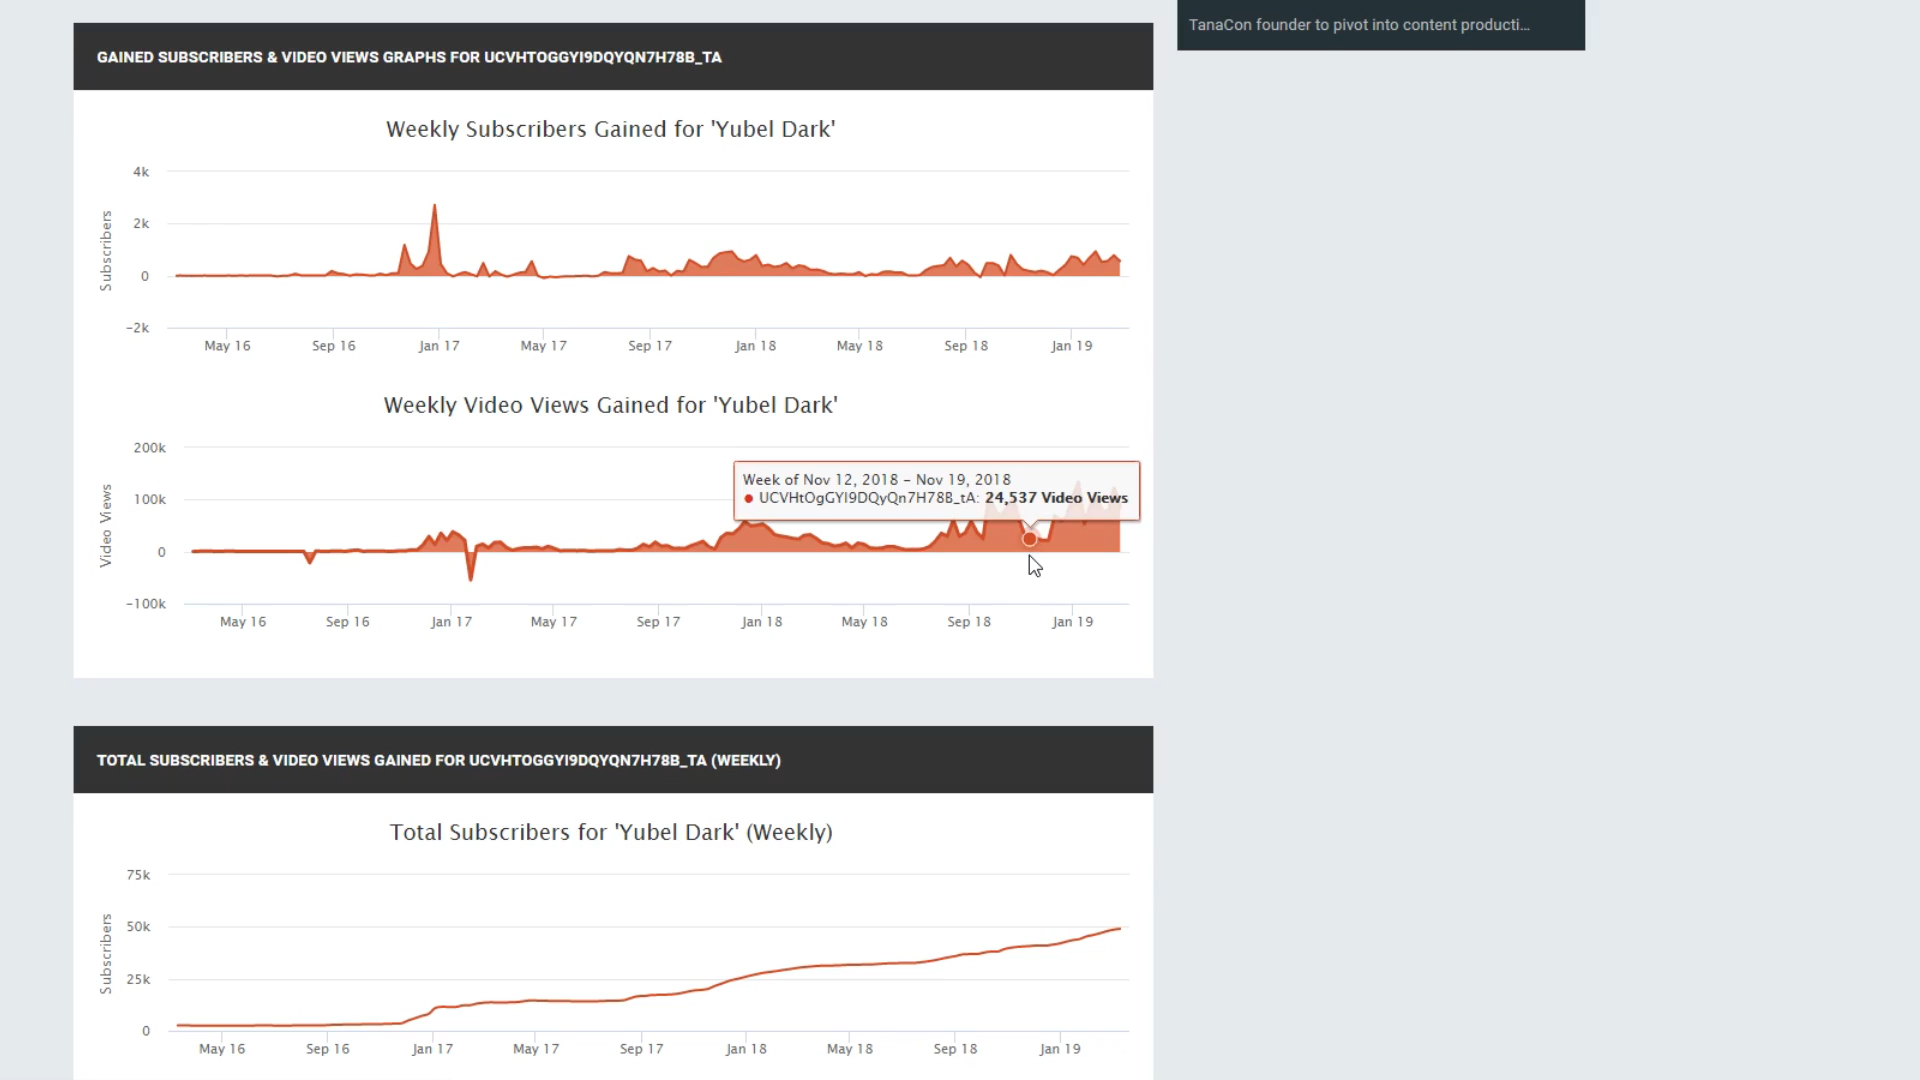 TanaCon founder to pivot into content producti...
GAINED SUBSCRIBERS & VIDEO VIEWS GRAPHS FOR UCVHTOGGYI9DQYQN7H78B_TA
Weekly Subscribers Gained for 'Yubel Dark'
4k
2k
0
-2k
Subscribers
May 16 Sep 16 Jan 17 May 17 Sep 17 Jan 18 May 18 Sep 18 Jan 19
Weekly Video Views Gained for 'Yubel Dark'
200k
100k
0
-100k
Video Views
Week of Nov 12, 2018 - Nov 19, 2018
UCVHtOgGYI9DQyQn7H78B_tA: 24,537 Video Views
May 16 Sep 16 Jan 17 May 17 Sep 17 Jan 18 May 18 Sep 18 Jan 19
TOTAL SUBSCRIBERS & VIDEO VIEWS GAINED FOR UCVHTOGGYI9DQYQN7H78B_TA (WEEKLY)
Total Subscribers for 'Yubel Dark' (Weekly)
75k
50k
25k
0
Subscribers
May 16 Sep 16 Jan 17 May 17 Sep 17 Jan 18 May 18 Sep 18 Jan 19